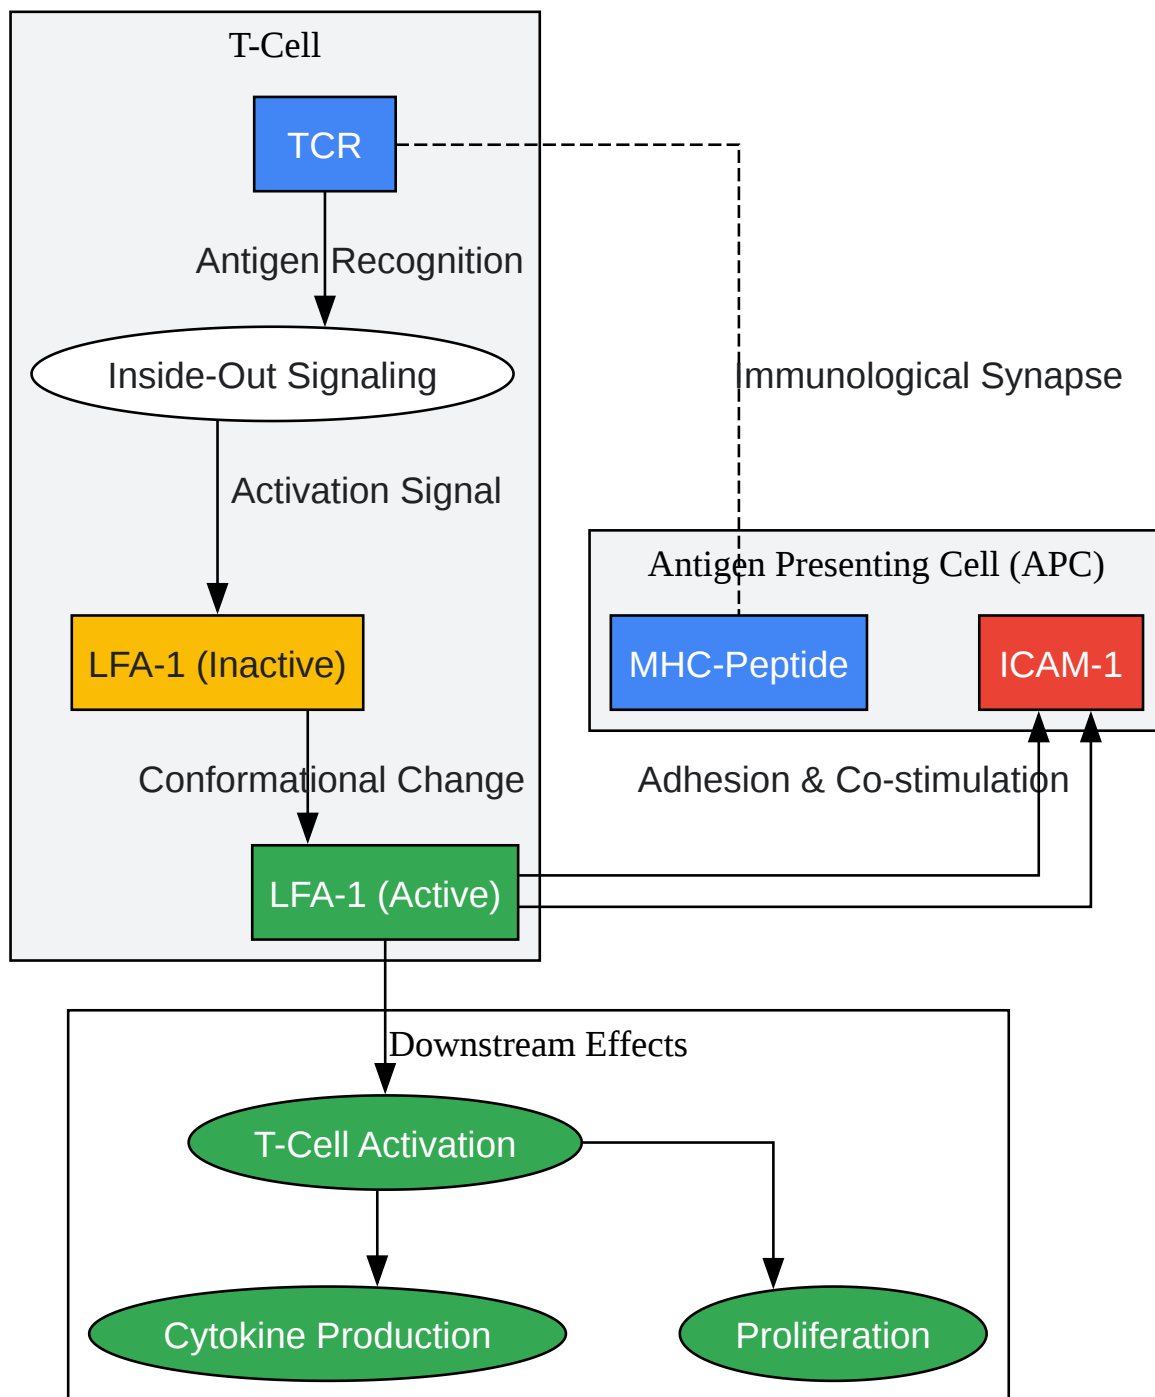 T-Cell
TCR
Antigen Recognition
Inside-Out Signaling
Immunological Synapse
Activation Signal
Antigen Presenting Cell (APC)
LFA-1 (Inactive)
MHC-Peptide
ICAM-1
Conformational Change
Adhesion & Co-stimulation
LFA-1 (Active)
Downstream Effects
T-Cell Activation
Cytokine Production
Proliferation